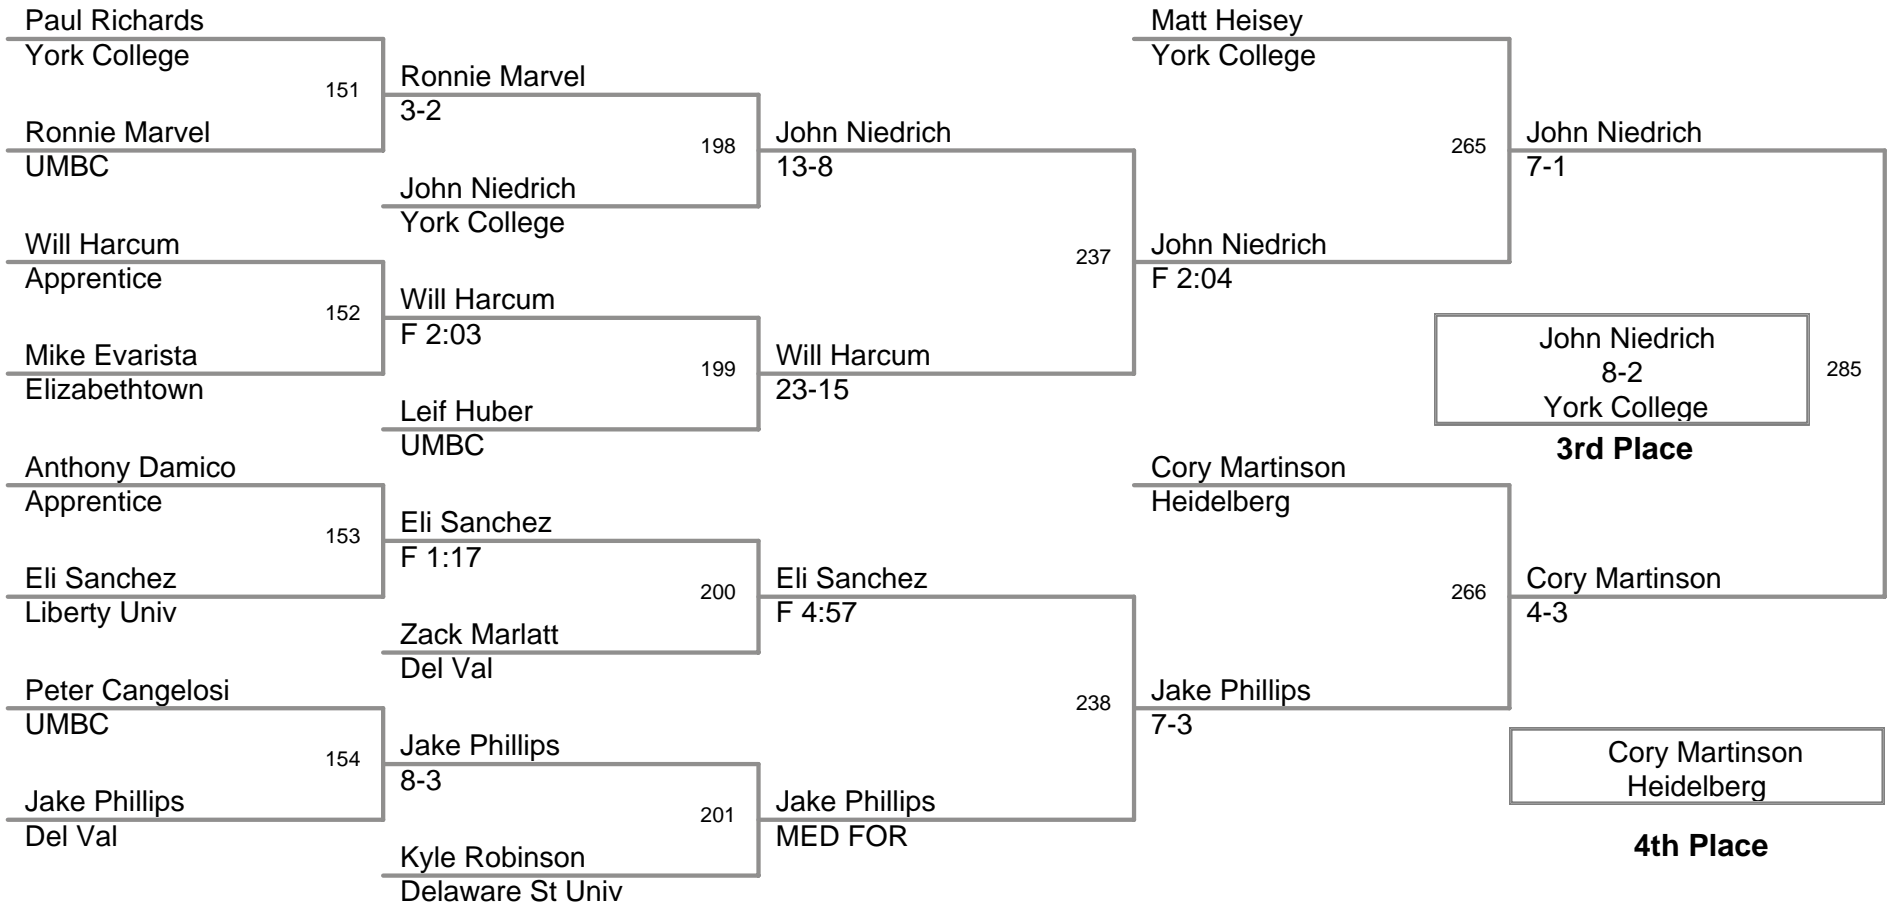 Paul Richards
York College
151
Ronnie Marvel
UMBC
Will Harcum
Apprentice
152
Mike Evarista
Elizabethtown
Anthony Damico
Apprentice
153
Eli Sanchez
Liberty Univ
Peter Cangelosi
UMBC
154
Jake Phillips
Del Val
Ronnie Marvel
3-2
198
John Niedrich
York College
Will Harcum
F 2:03
199
Leif Huber
UMBC
Eli Sanchez
F 1:17
200
Zack Marlatt
Del Val
Jake Phillips
8-3
201
Kyle Robinson
Delaware St Univ
John Niedrich
13-8
237
Will Harcum
23-15
Eli Sanchez
F 4:57
238
Jake Phillips
MED FOR
Matt Heisey
York College
265
John Niedrich
F 2:04
Cory Martinson
Heidelberg
266
Jake Phillips
7-3
John Niedrich
7-1
John Niedrich
8-2
York College
285
3rd Place
Cory Martinson
4-3
Cory Martinson
Heidelberg
4th Place